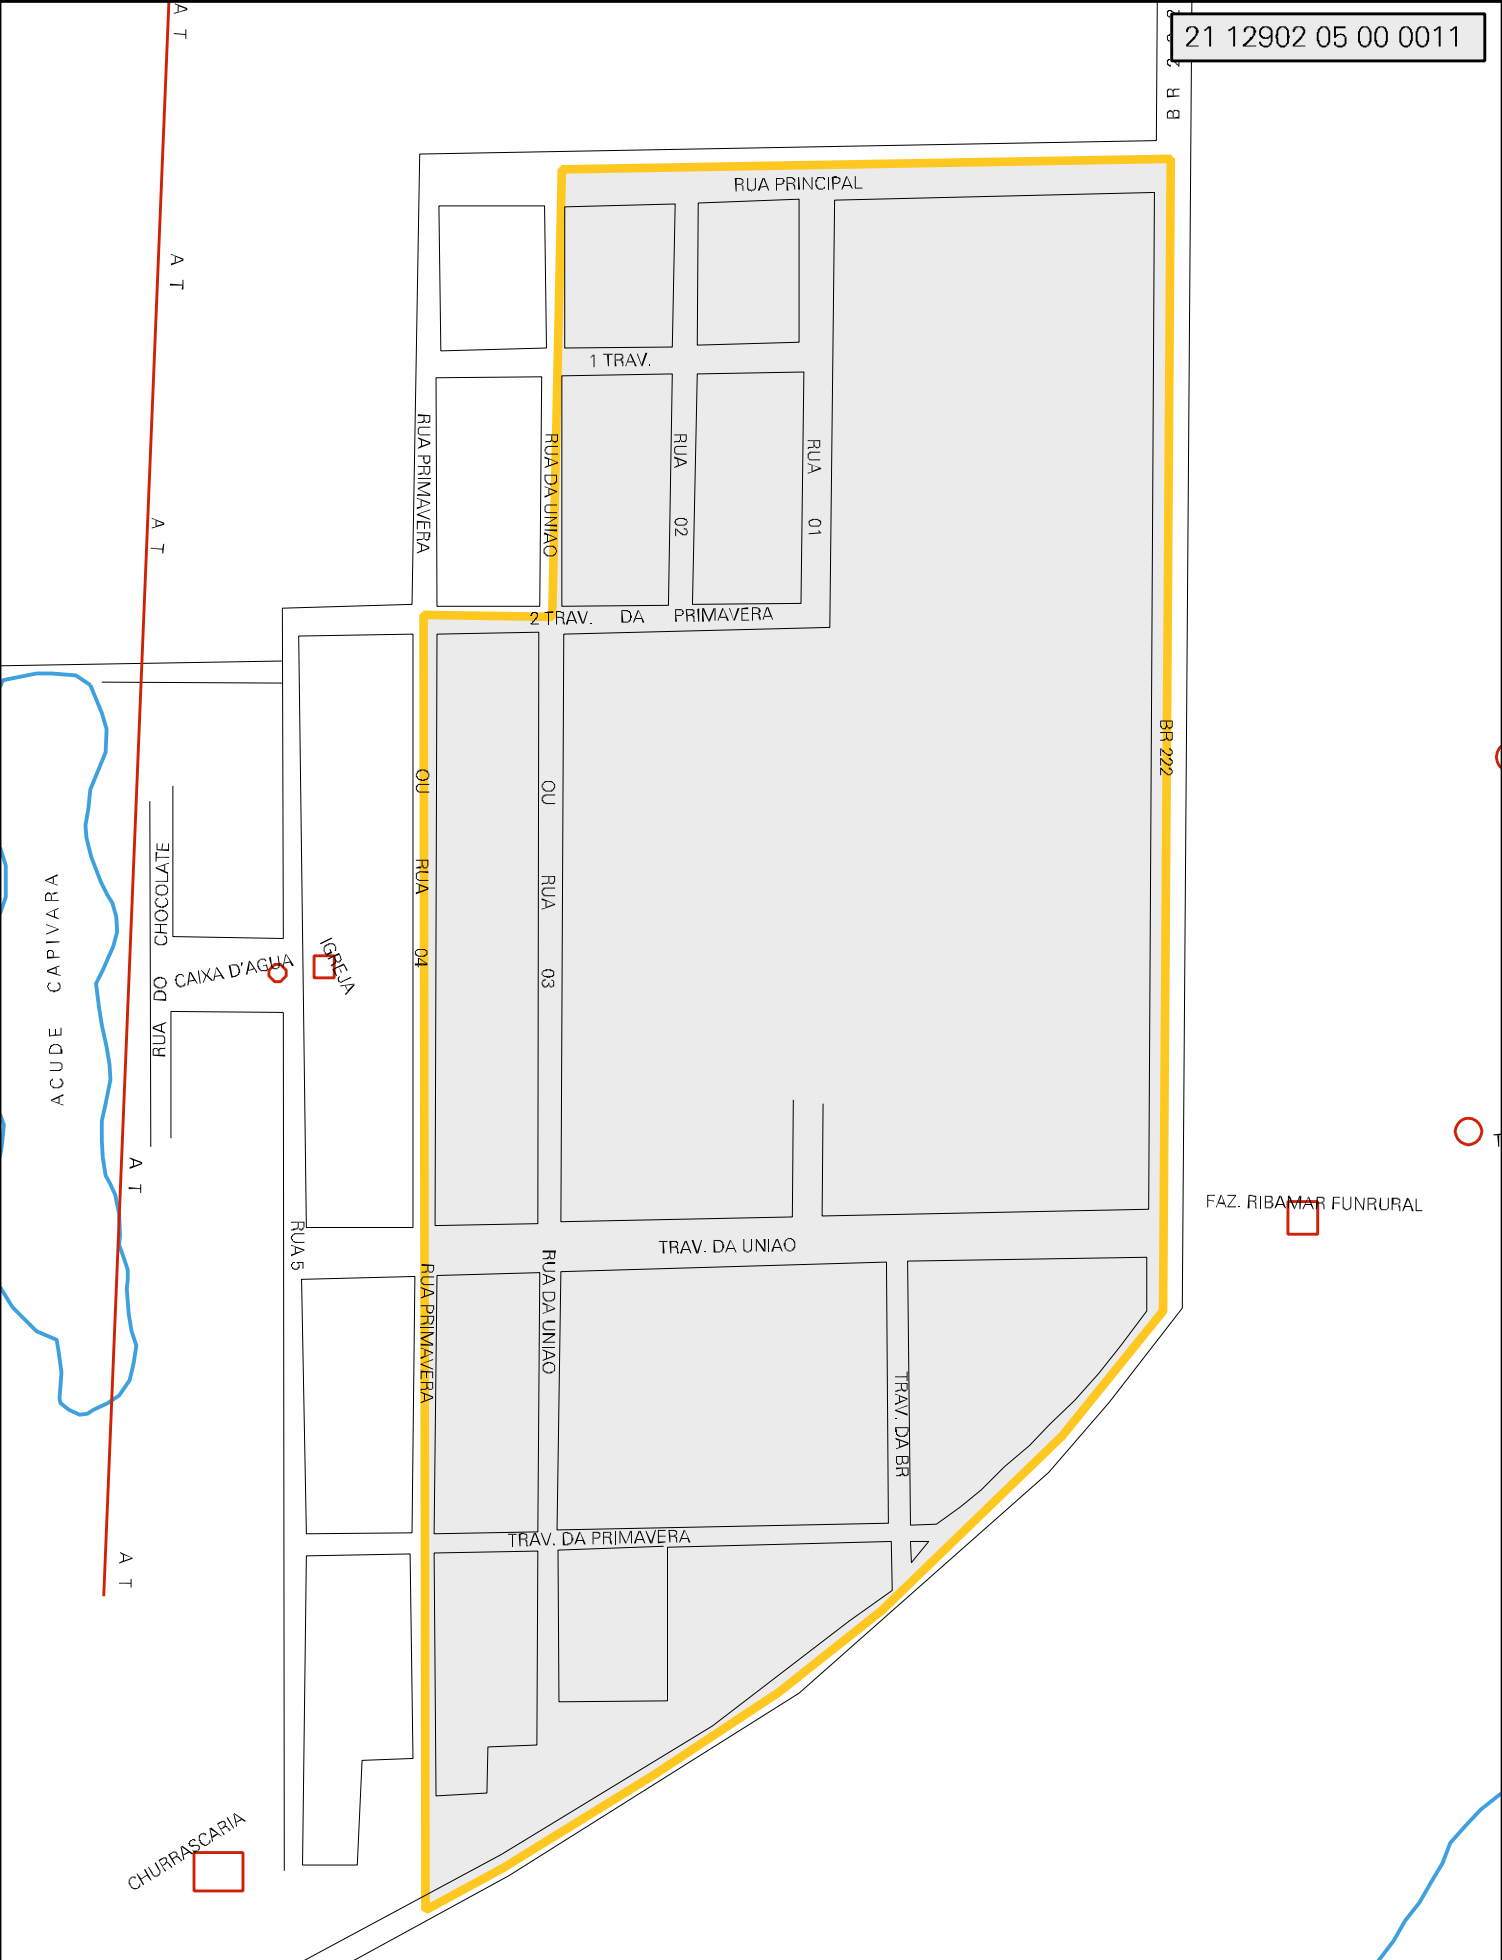 A T
BR
21 12902 05 00 0011
RUA PRINCIPAL
A T
1 TRAV.
RUA PRIMAVERA
RUA DA UNIAO
RUA 02
RUA 01
A T
2 TRAV. DA PRIMAVERA
BR 222
OU RUA 04
OU RUA 03
RUA DO CHOCOLATE
ACUDE CAPIVARA
CAIXA D'AGUA
IGREJA
A T
FAZ. RIBAMAR FUNRURAL
RUA 5
TRAV. DA UNIAO
RUA PRIMAVERA
RUA DA UNIAO
TRAV. DA BR
TRAV. DA PRIMAVERA
A T
CHURRASCARIA